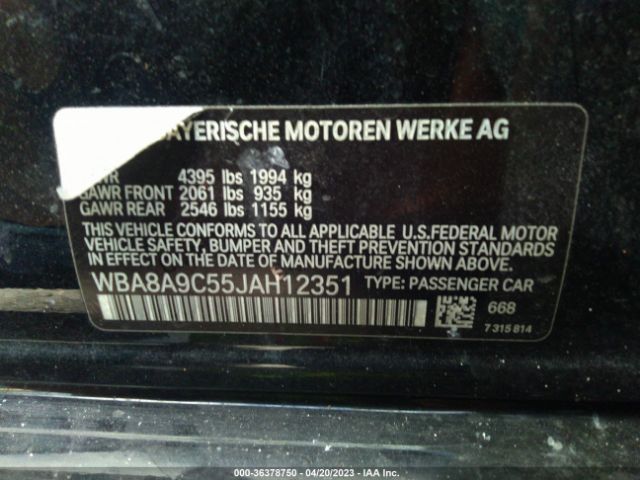 BAYERISCHE MOTOREN WERKE AG
4395 lbs 1994 kg
GAWR FRONT 2061 lbs 935 kg
GAWR REAR 2546 lbs 1155 kg
THIS VEHICLE CONFORMS TO ALL APPLICABLE U.S.FEDERAL MOTOR
VEHICLE SAFETY, BUMPER AND THEFT PREVENTION STANDARDS
IN EFFECT ON THE DATE OF MANUFACTURE SHOWN ABOVE.
WBA8A9C55JAH12351 TYPE: PASSENGER CAR
668
7 315 814
000-36378750 - 04/20/2023 - IAA Inc.